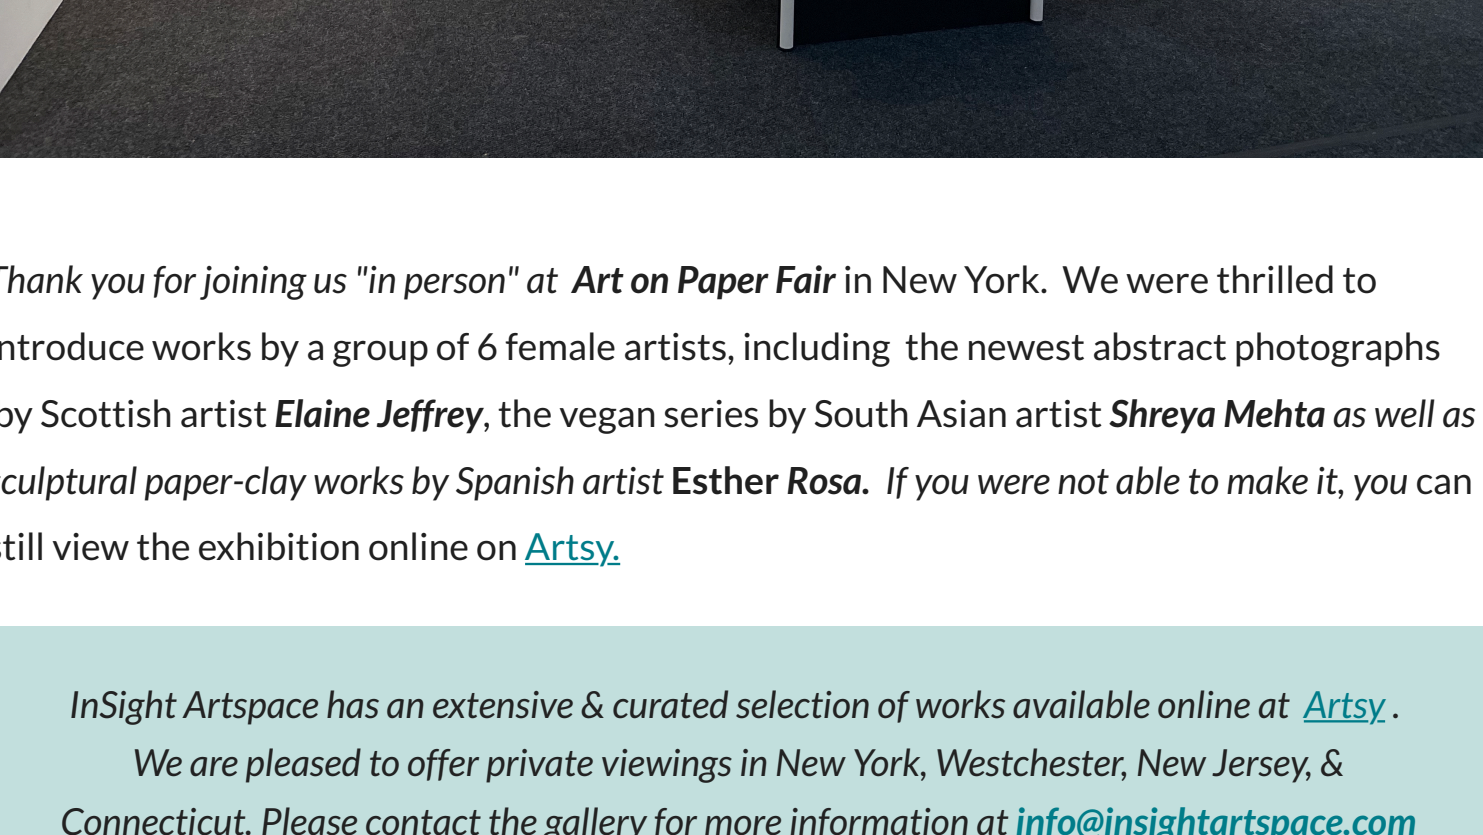 Thank you for joining us "in person" at Art on Paper Fair in New York. We were thrilled to
introduce works by a group of 6 female artists, including the newest abstract photographs
by Scottish artist Elaine Jeffrey, the vegan series by South Asian artist Shreya Mehta as well as
sculptural paper-clay works by Spanish artist Esther Rosa. If you were not able to make it, you can
still view the exhibition online on Artsy.
InSight Artspace has an extensive & curated selection of works available online at Artsy .
We are pleased to offer private viewings in New York, Westchester, New Jersey, &
Connecticut. Please contact the gallery for more information at info@insightartspace.com